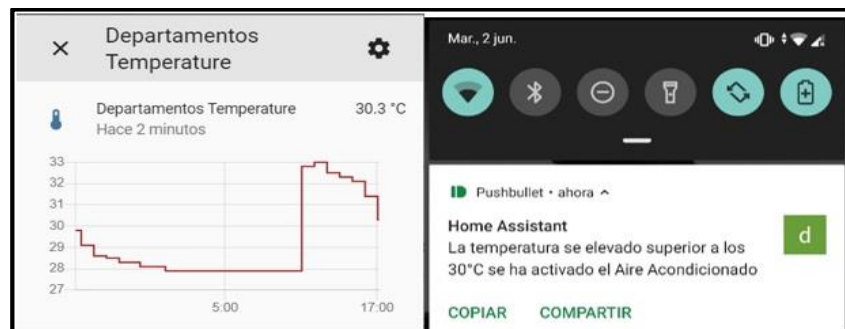 Departamentos
Temperature
Departamentos Temperature 30.3 °C
Hace 2 minutos
33
32
31
30
29
28
27
5:00 17:00
Mar., 2 jun.
Pushbullet • ahora
Home Assistant
La temperatura se elevado superior a los
30°C se ha activado el Aire Acondicionado
d
COPIAR COMPARTIR